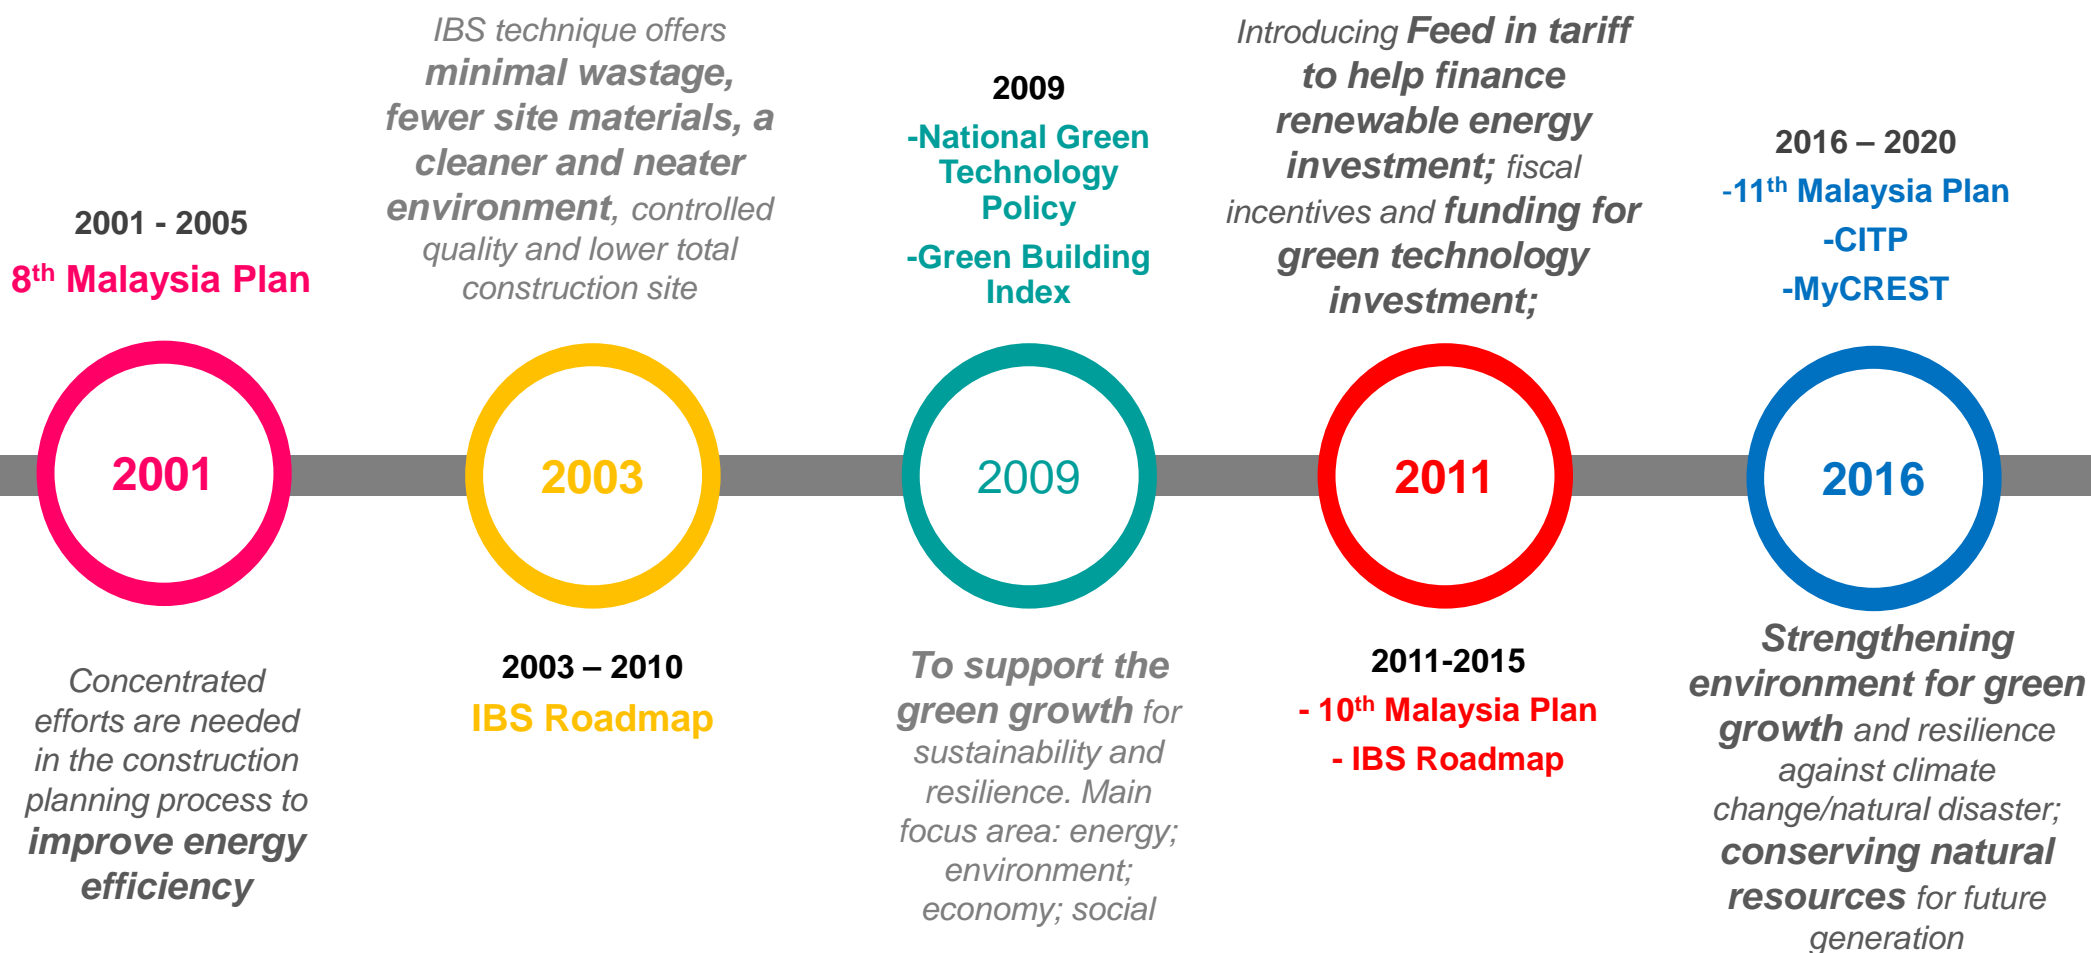 2001 - 2005
8th Malaysia Plan
2001
Concentrated
efforts are needed
in the construction
planning process to
improve energy
efficiency
IBS technique offers
minimal wastage,
fewer site materials, a
cleaner and neater
environment, controlled
quality and lower total
construction site
2003
2003 – 2010
IBS Roadmap
2009
-National Green
Technology
Policy
-Green Building
Index
2009
To support the
green growth for
sustainability and
resilience. Main
focus area: energy;
environment;
economy; social
Introducing Feed in tariff
to help finance
renewable energy
investment; fiscal
incentives and funding for
green technology
investment;
2011
2011-2015
- 10th Malaysia Plan
- IBS Roadmap
2016 – 2020
-11th Malaysia Plan
-CITP
-MyCREST
2016
Strengthening
environment for green
growth and resilience
against climate
change/natural disaster;
conserving natural
resources for future
generation